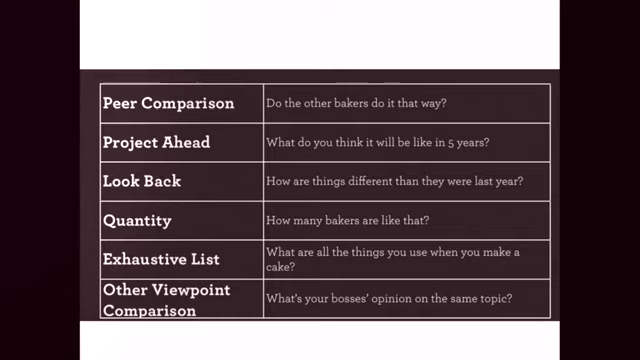 Peer Comparison
Do the other bakers do it that way?
Project Ahead
What do you think it will be like in 5 years?
Look Back
How are things different than they were last year?
Quantity
How many bakers are like that?
Exhaustive List
What are all the things you use when you make a
cake?
Other Viewpoint
Comparison
What's your bosses' opinion on the same topic?